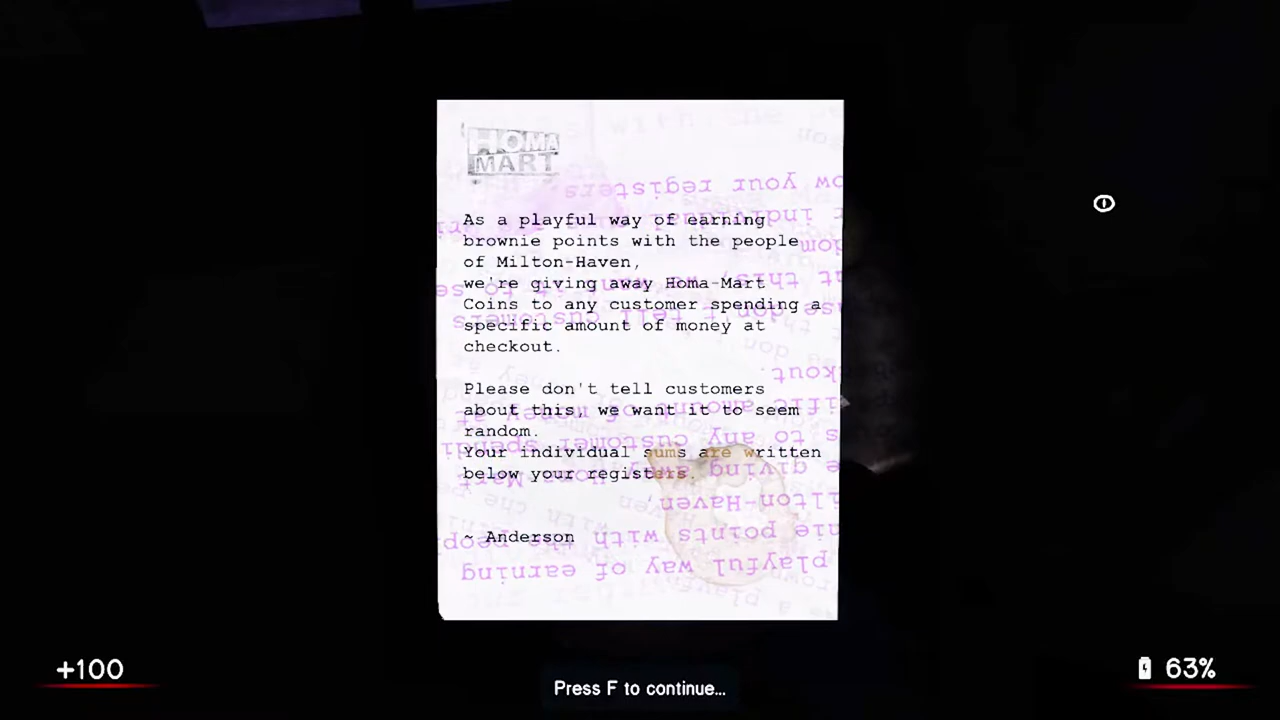 HOMA
MART
As a playful way of earning
brownie points with the people
of Milton-Haven,
we're giving away Homa-Mart
Coins to any customer spending a
specific amount of money at
checkout.
Please don't tell customers
about this, we want it to seem
random.
Your individual sums are written
below your registers.
~ Anderson
+100
63%
Press F to continue...